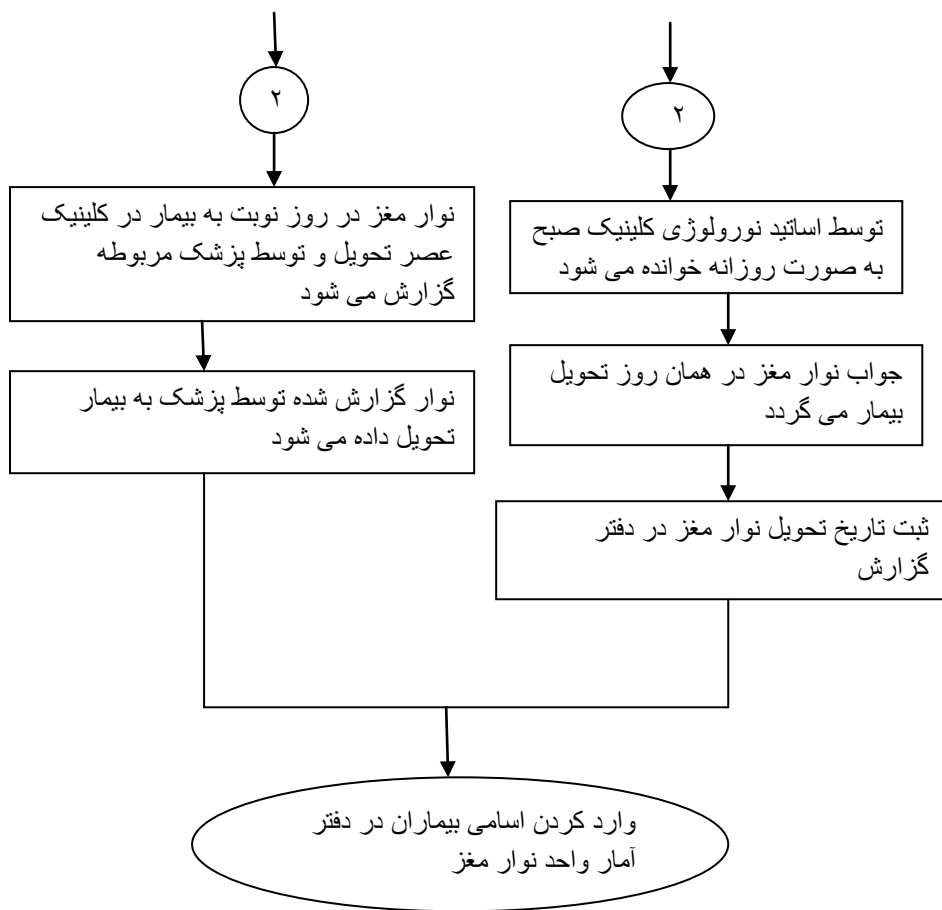 ۲
توسط اساتید نورولوژی کلینیک صبح
به صورت روزانه خوانده می شود
جواب نوار مغز در همان روز تحویل
بیمار می گردد
ثبت تاریخ تحویل نوار مغز در دفتر
گزارش
۲
نوار مغز در روز نوبت به بیمار در کلینیک
عصر تحویل و توسط پزشک مربوطه
گزارش می شود
نوار گزارش شده توسط پزشک به بیمار
تحویل داده می شود
وارد کردن اسامی بیماران در دفتر
آمار واحد نوار مغز